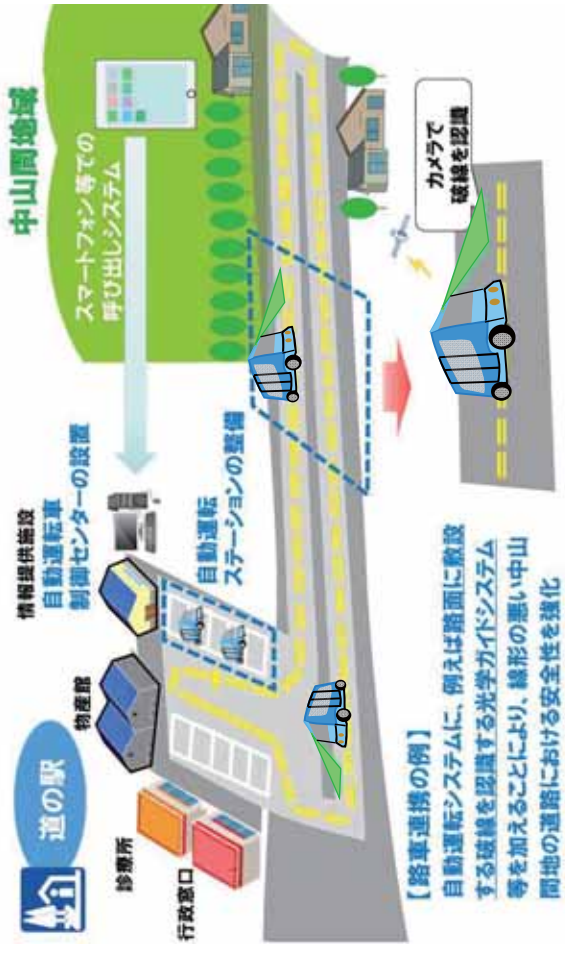 道の駅
中山間地域
スマートフォン等での
呼び出しシステム
情報提供施設
自動運転車
制御センターの設置
物産館
診療所
行政窓口
自動運転
ステーションの整備
カメラで
破線を認識
【路車連携の例】
自動運転システムに、例えば路面に敷設
する破線を認識する光学ガイドシステム
等を加えることにより、線形の悪い中山
間地の道路における安全性を強化